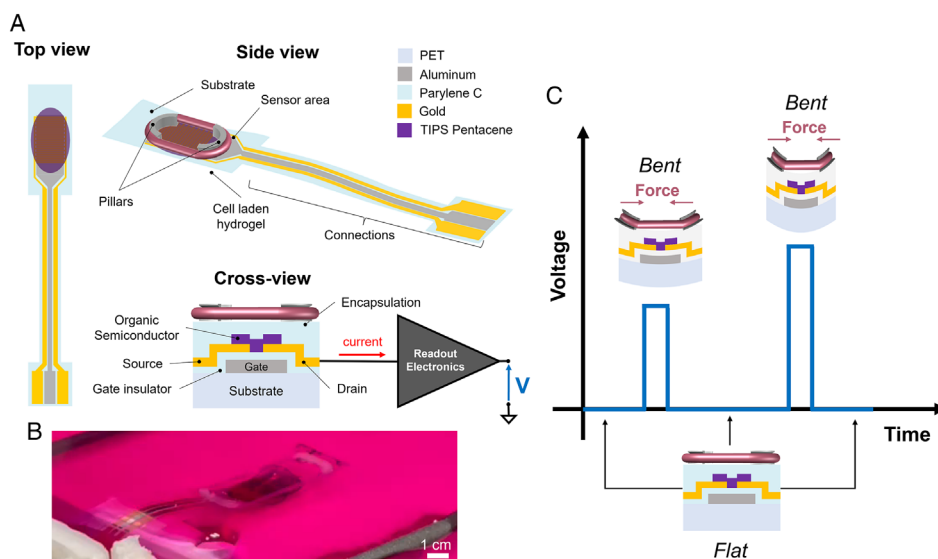 A
Top view
Side view
Substrate
Sensor area
Pillars
Cell laden
hydrogel
Connections
PET
Aluminum
Parylene C
Gold
TIPS Pentacene
Cross-view
Organic
Semiconductor
Encapsulation
Source
Gate insulator
Gate
Substrate
Drain
current
Readout
Electronics
V
B
1 cm
C
Voltage
Bent
Force
Bent
Force
Time
Flat